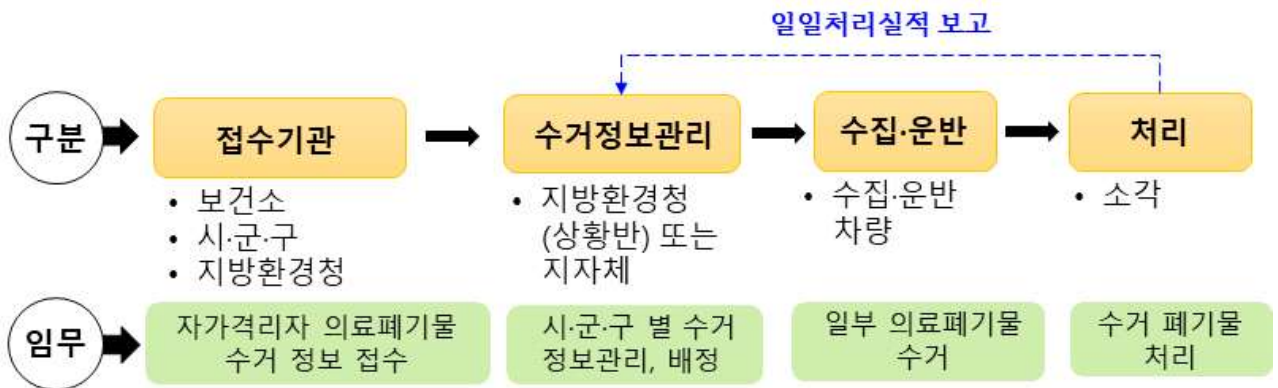 일일처리실적 보고
구분
접수기관
수거정보관리
수집·운반
처리
• 보건소
• 시·군·구
• 지방환경청
• 지방환경청
(상황반) 또는
지자체
• 수집·운반
차량
• 소각
임무
자가격리자 의료폐기물
수거 정보 접수
시·군·구 별 수거
정보관리, 배정
일부 의료폐기물
수거
수거 폐기물
처리